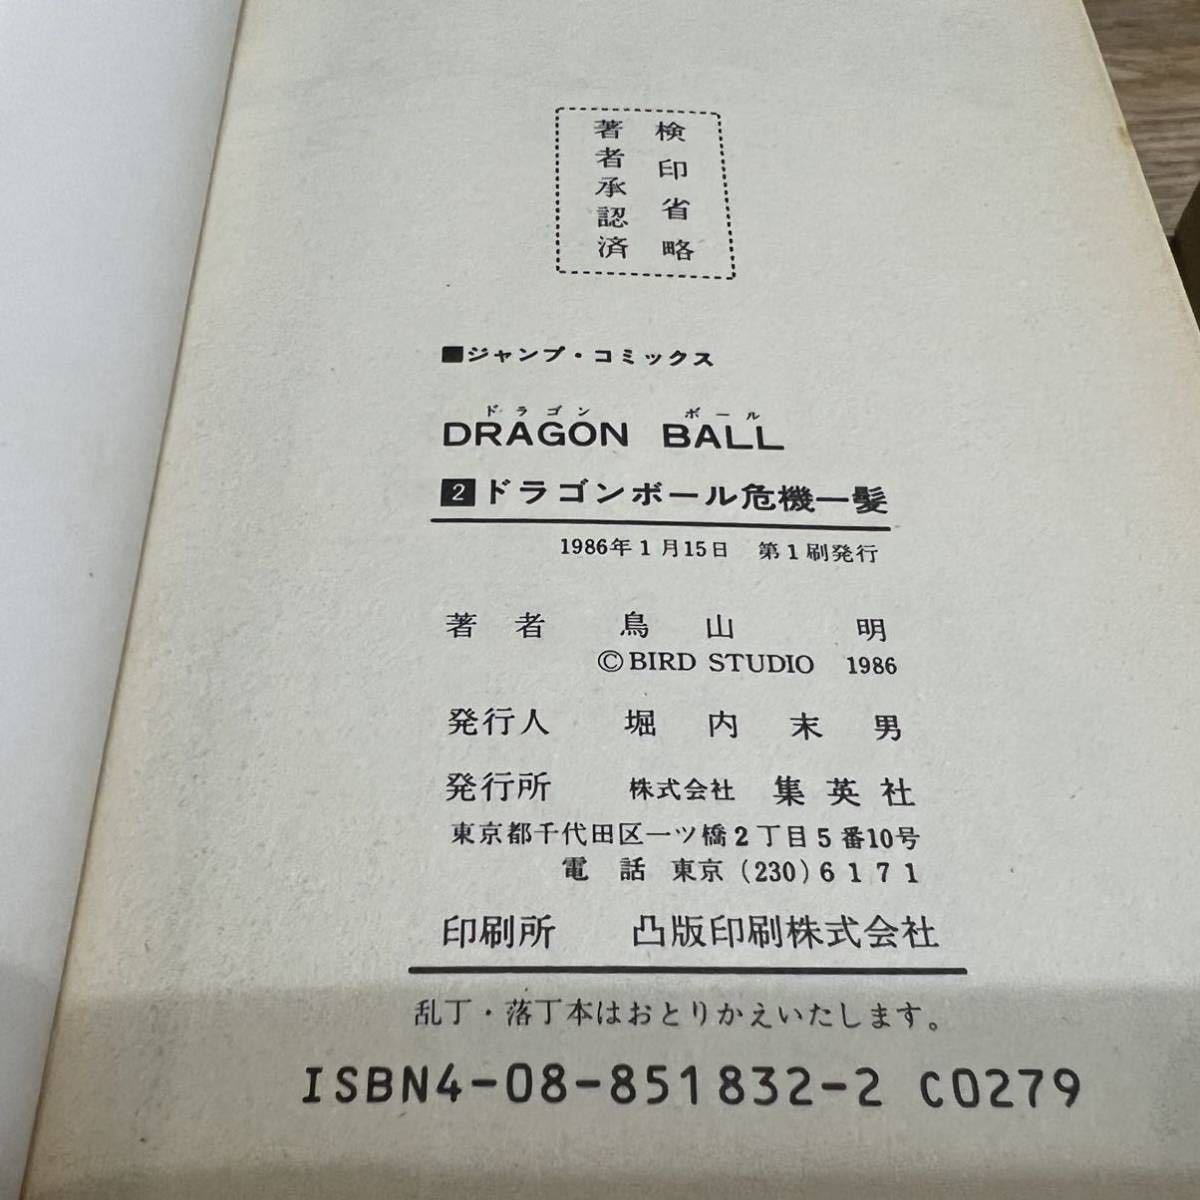 検印省略
著者承認済
■ジャンプ・コミックス
ドラゴン ボール
DRAGON BALL
2 ドラゴンボール危機一髪
1986年1月15日 第1刷発行
著者 鳥山 明
©BIRD STUDIO 1986
発行人 堀内末男
発行所 株式会社 集英社
東京都千代田区一ツ橋2丁目5番10号
電話 東京(230)6171
印刷所 凸版印刷株式会社
乱丁・落丁本はおとりかえいたします。
ISBN4-08-851832-2 C0279